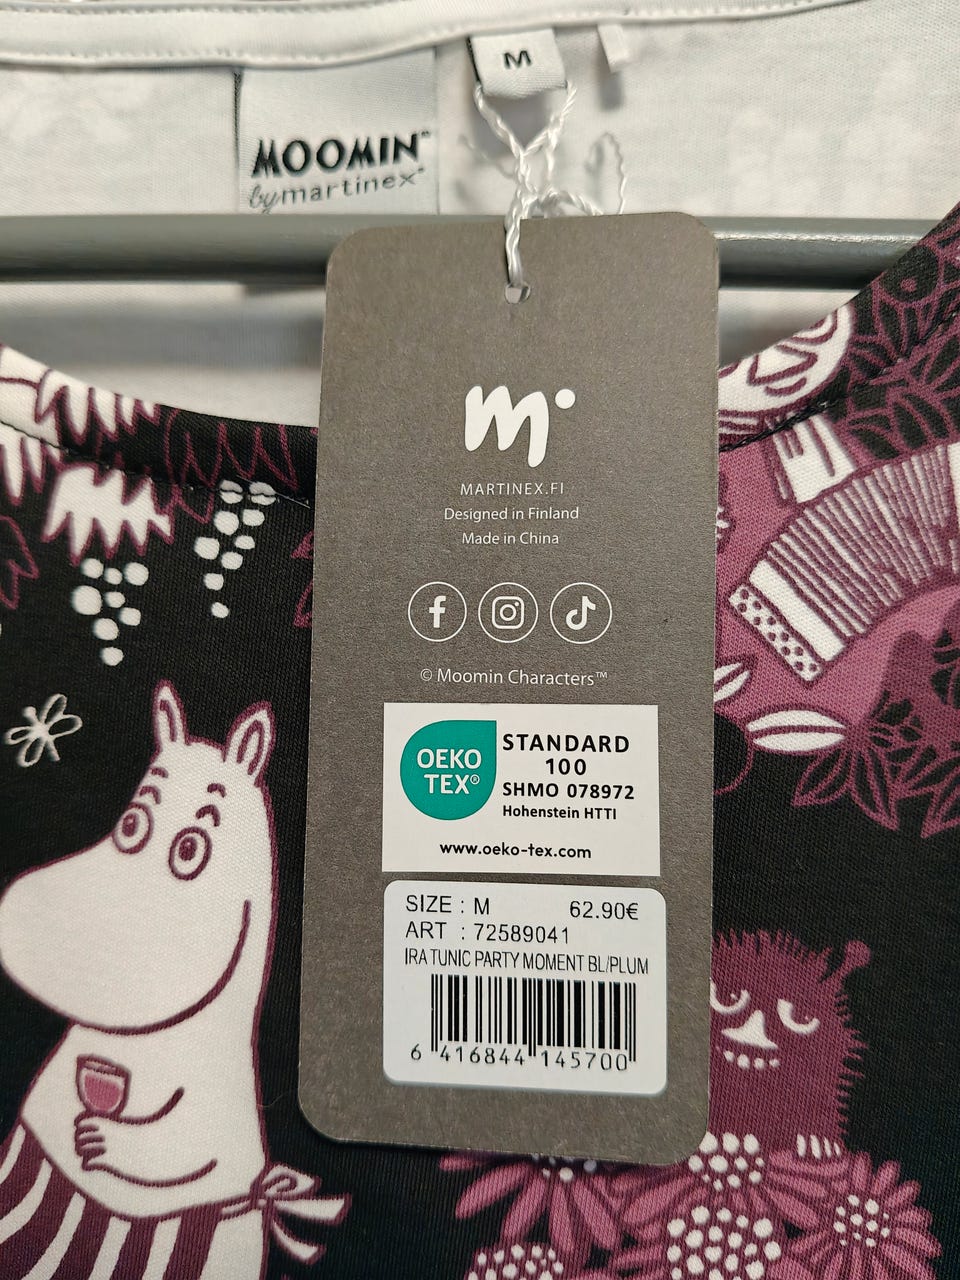 M
MOOMIN™
by martinex®
m
MARTINEX.FI
Designed in Finland
Made in China
© Moomin Characters™
OEKO
TEX®
STANDARD
100
SHMO 078972
Hohenstein HTTI
www.oeko-tex.com
SIZE : M 62.90€
ART : 72589041
IRA TUNIC PARTY MOMENT BL/PLUM
6 416844 145700